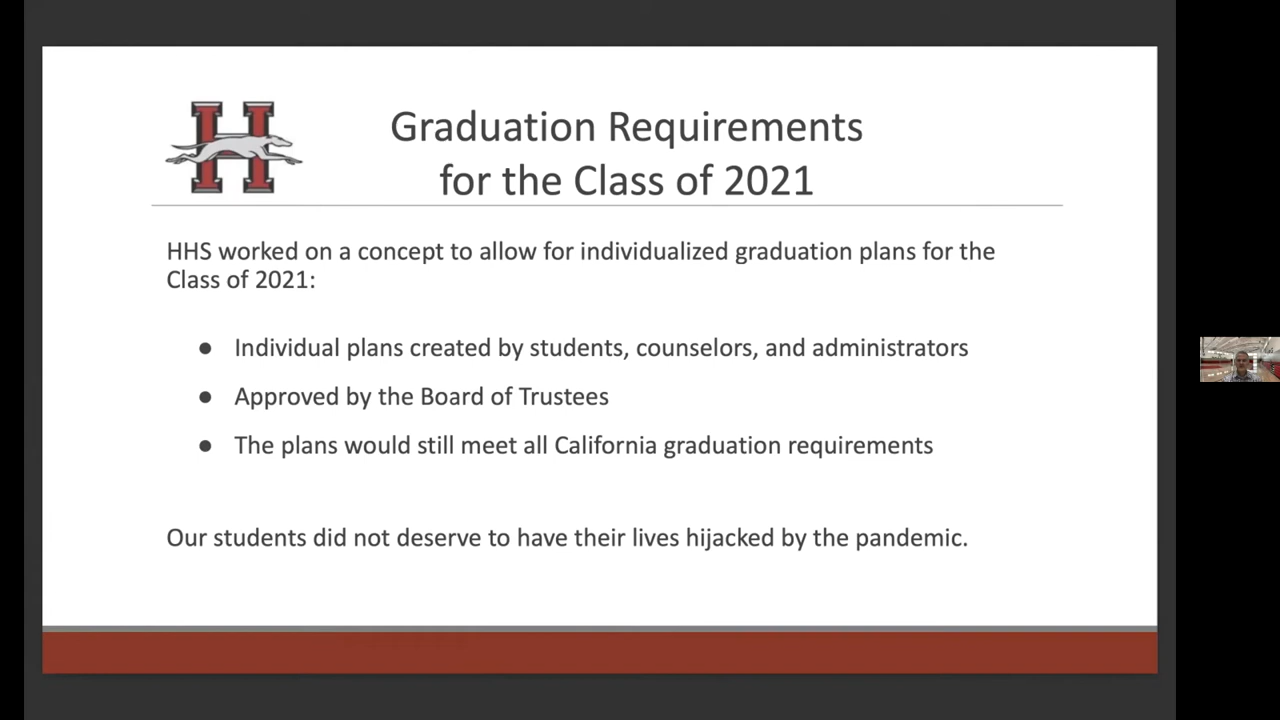 H
Graduation Requirements
for the Class of 2021
HHS worked on a concept to allow for individualized graduation plans for the
Class of 2021:
● Individual plans created by students, counselors, and administrators
● Approved by the Board of Trustees
● The plans would still meet all California graduation requirements
Our students did not deserve to have their lives hijacked by the pandemic.